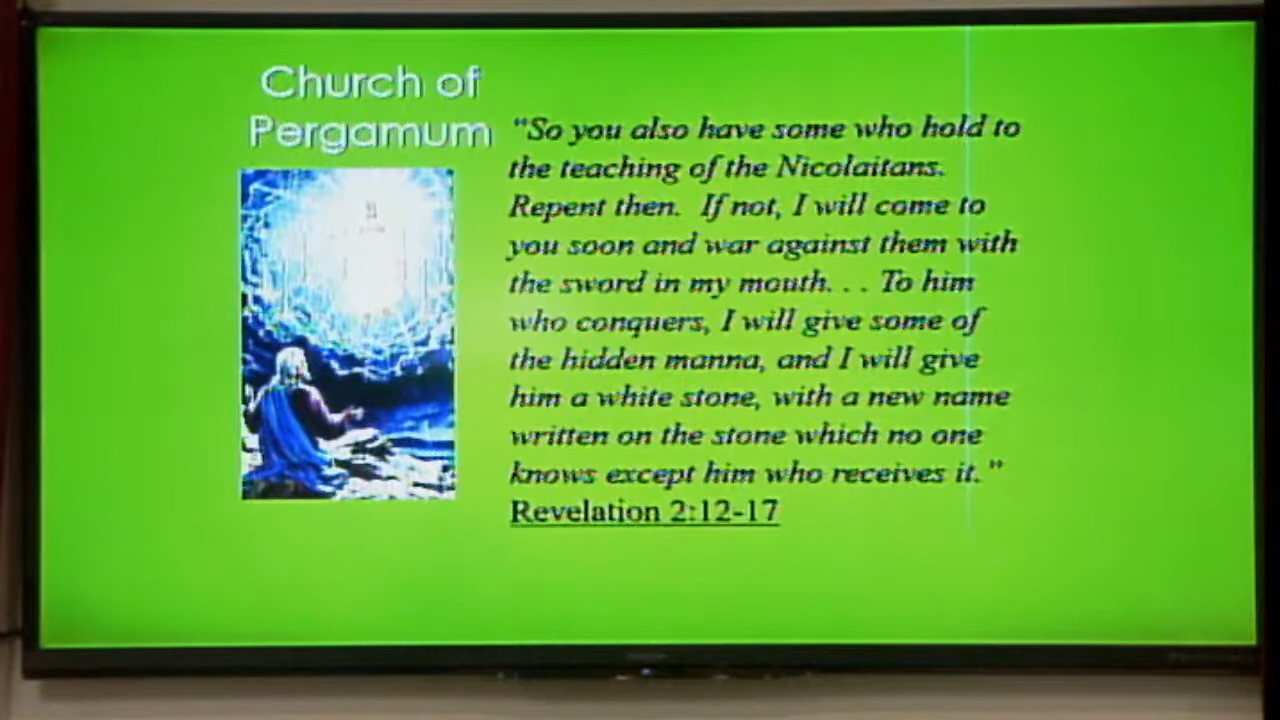 Church of
Pergamum
"So you also have some who hold to
the teaching of the Nicolaitans.
Repent then. If not, I will come to
you soon and war against them with
the sword in my mouth. . . To him
who conquers, I will give some of
the hidden manna, and I will give
him a white stone, with a new name
written on the stone which no one
knows except him who receives it."
Revelation 2:12-17